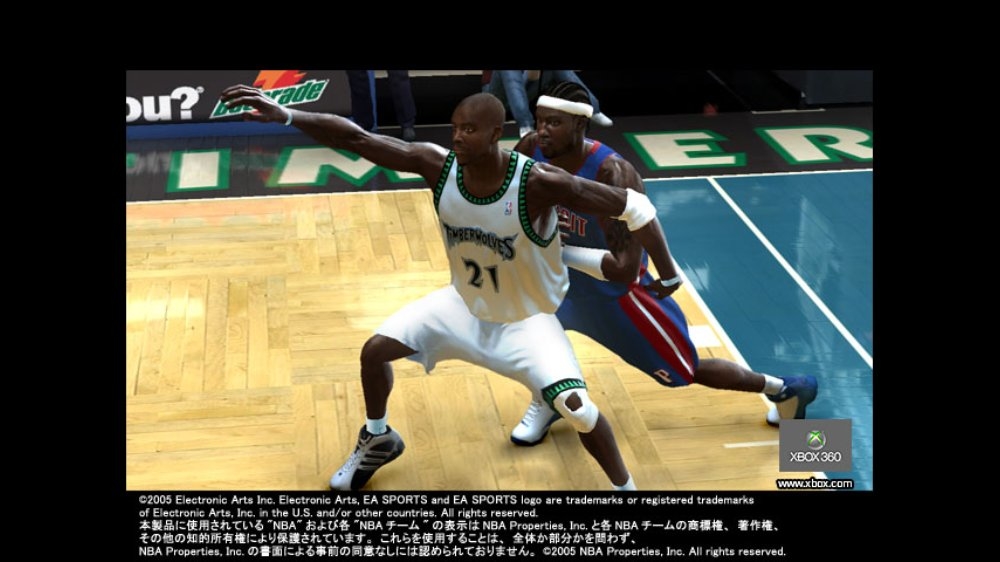 ou?®
Gatorade
IM
ER
TIMBERWOLVES
21
IT
P
XBOX 360
www.xbox.com
©2005 Electronic Arts Inc. Electronic Arts, EA SPORTS and EA SPORTS logo are trademarks or registered trademarks
of Electronic Arts, Inc. in the U.S. and/or other countries. All rights reserved.
本製品に使用されている"NBA"および各"NBA チーム "の表示は NBA Properties, Inc. と各 NBA チームの商標権、著作権、
その他の知的所有権により保護されています。これらを使用することは、全体か部分かを問わず、
NBA Properties, Inc. の書面による事前の同意なしには認められておりません。©2005 NBA Properties, Inc. All rights reserved.